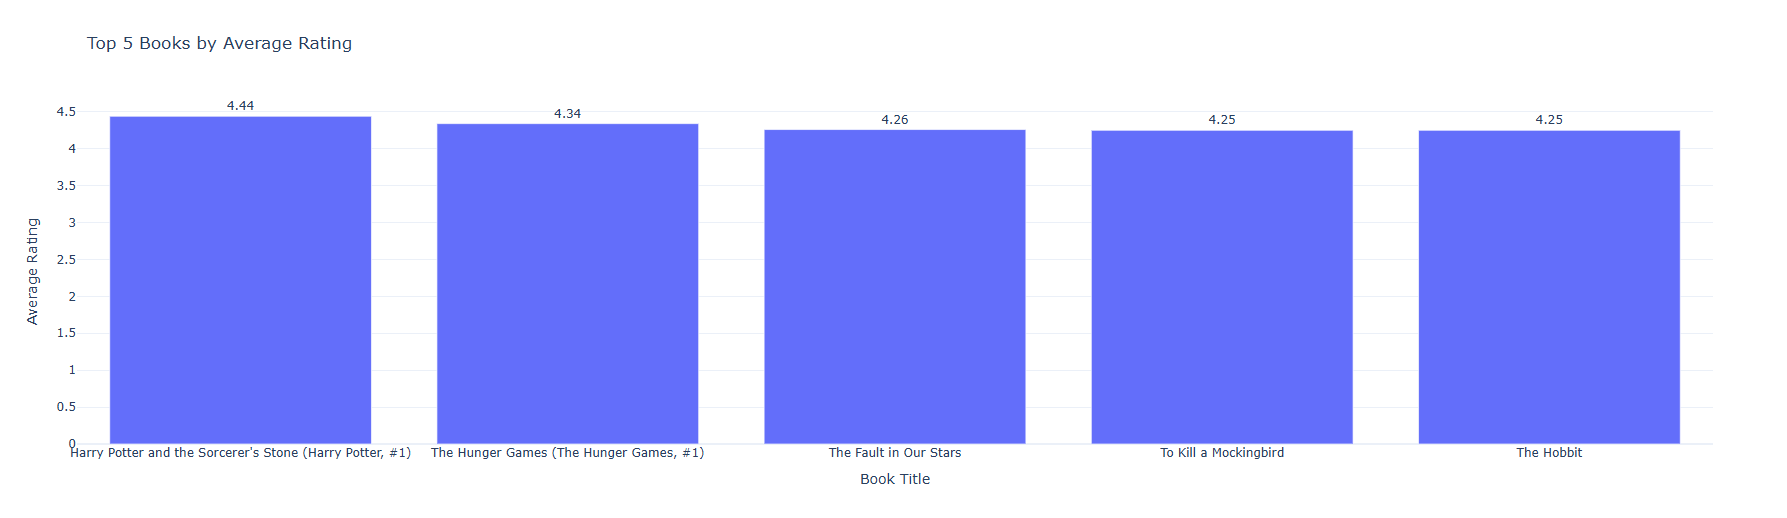 Top 5 Books by Average Rating
4.44
4.34
4.26
4.25
4.25
4.5
4
3.5
3
2.5
2
1.5
1
0.5
0
Average Rating
Harry Potter and the Sorcerer's Stone (Harry Potter, #1)
The Hunger Games (The Hunger Games, #1)
The Fault in Our Stars
To Kill a Mockingbird
The Hobbit
Book Title